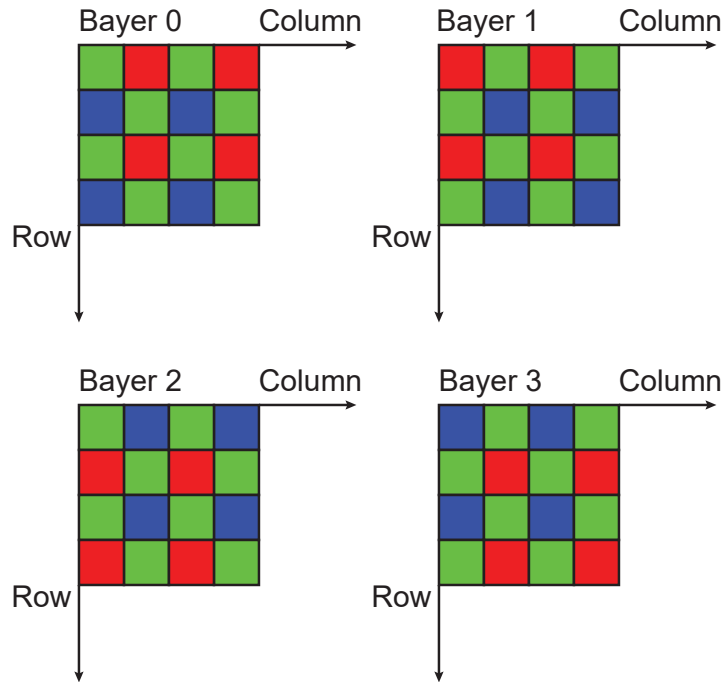 Bayer 0 Column
Bayer 1 Column
Row
Row
Bayer 2 Column
Bayer 3 Column
Row
Row